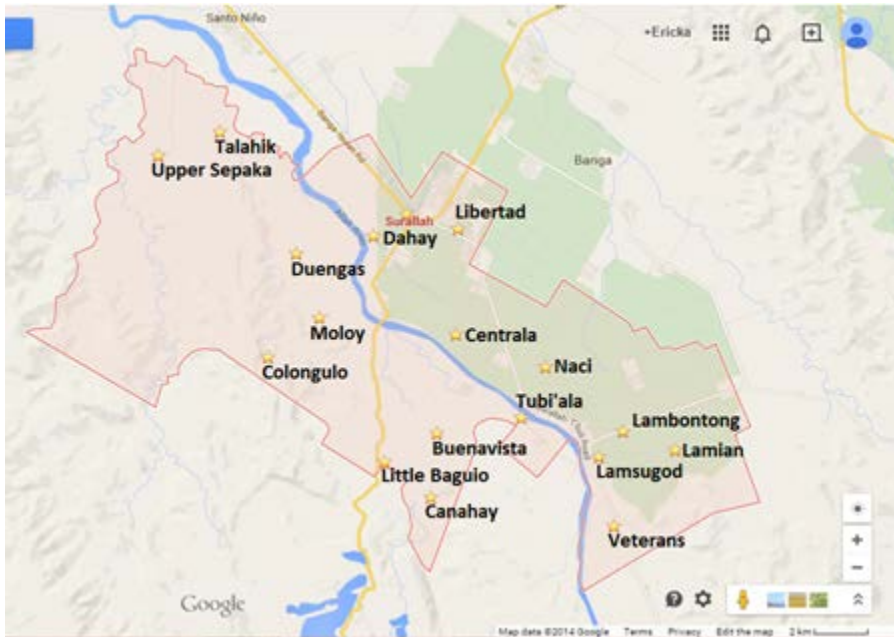 Santo Niño
+Ericka
Talahik
Upper Sepaka
Banga
Libertad
Surallah
Dahay
Duengas
Moloy
Centrala
Colongulo
Naci
Tubi'ala
Lambontong
Buenavista
Lamian
Little Baguio
Lamsugod
Canahay
Veterans
Google
Map data ©2014 Google Terms Privacy Edit the map 2 km